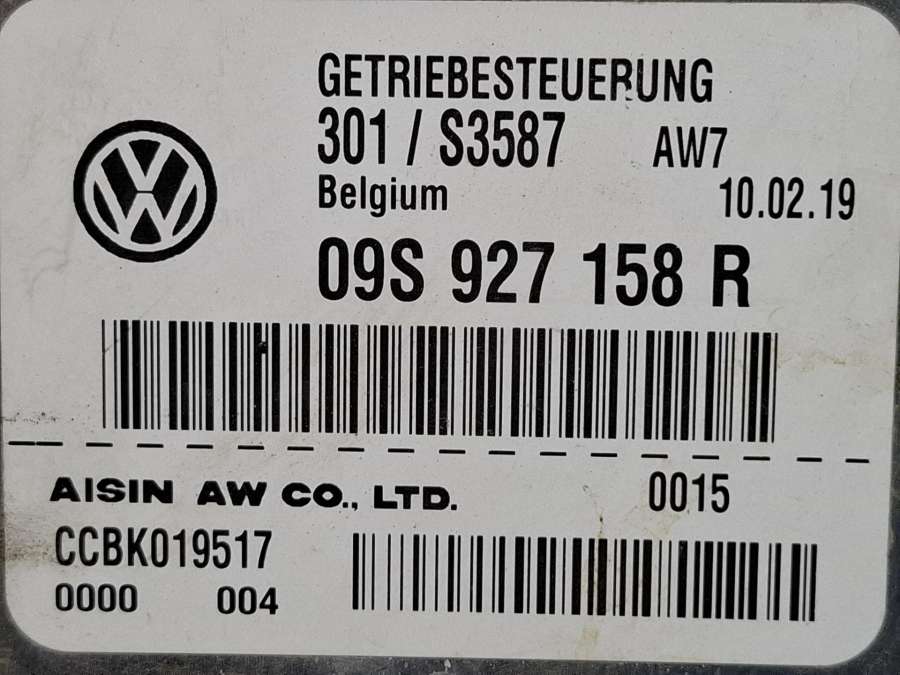 GETRIEBESTEUERUNG
301 / S3587 AW7
Belgium 10.02.19
09S 927 158 R
AISIN AW CO., LTD. 0015
CCBK019517
0000 004